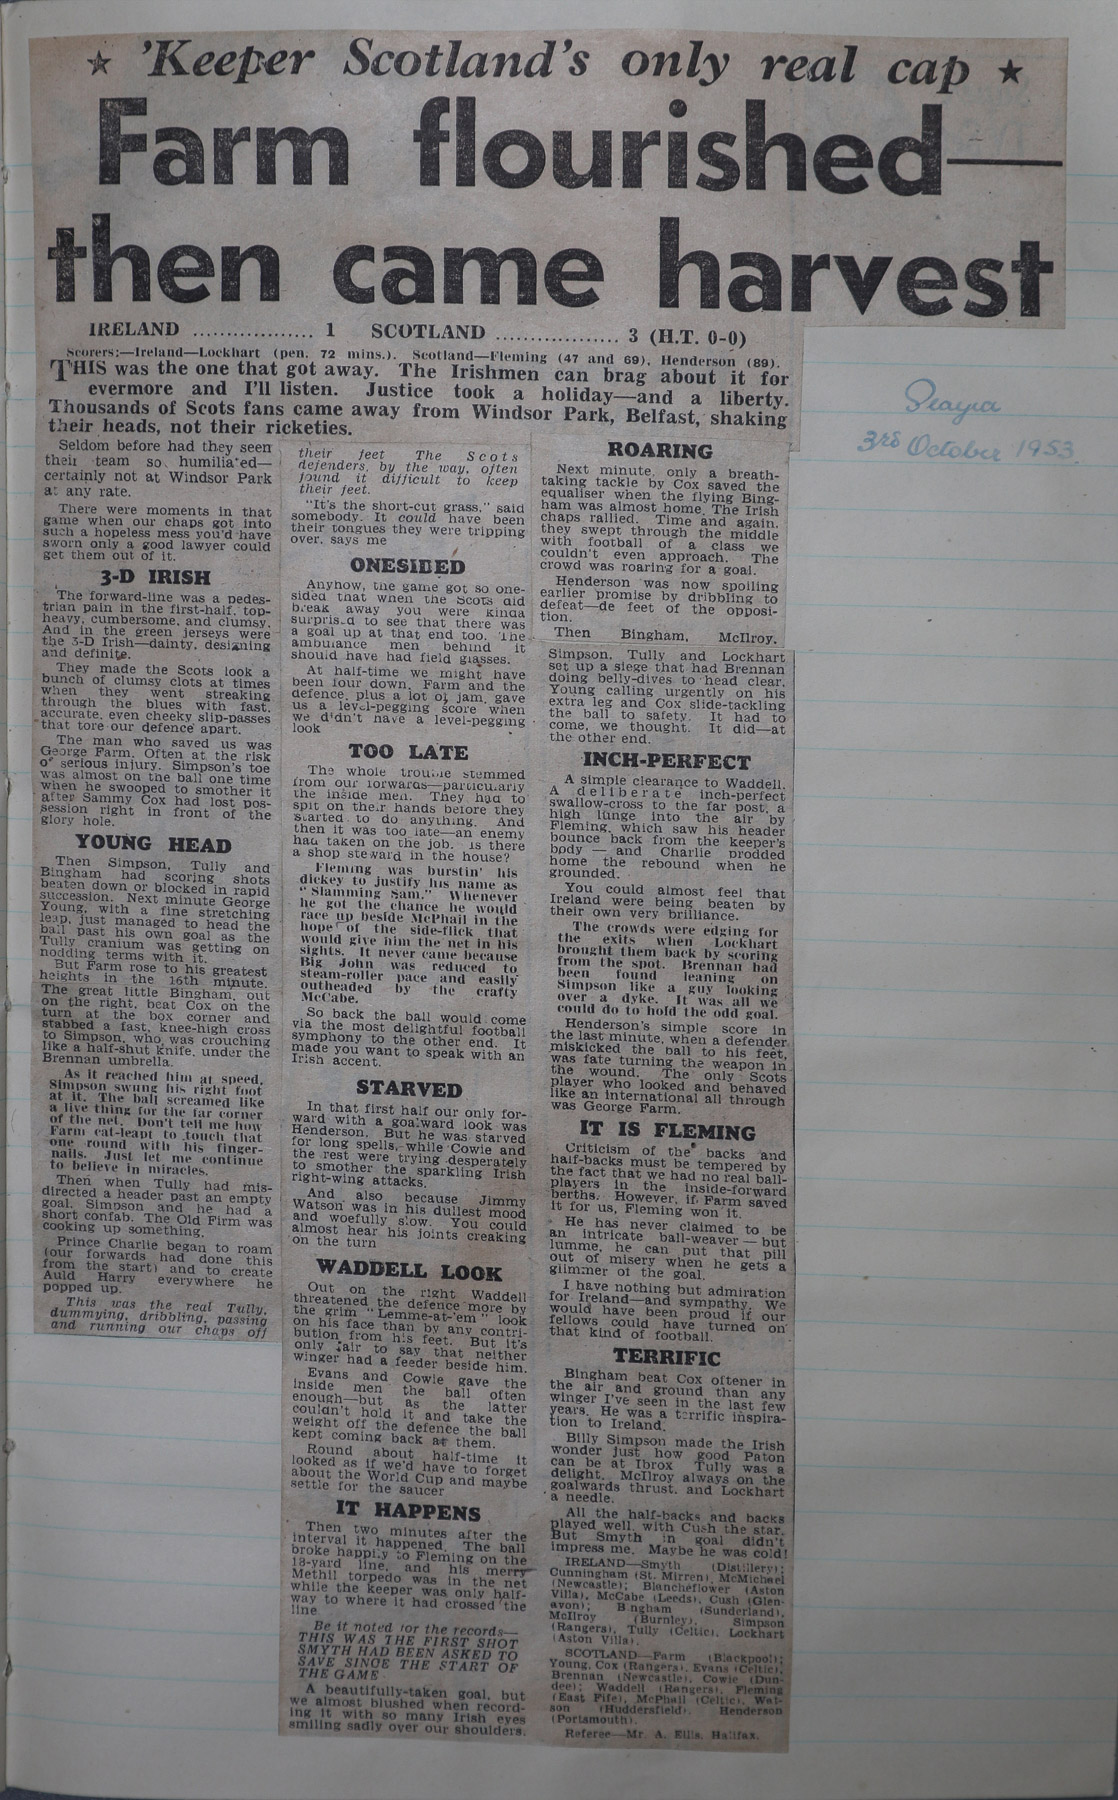 ★ 'Keeper Scotland's only real cap ★
Farm flourished—
then came harvest
IRELAND .................. 1 SCOTLAND .................. 3 (H.T. 0-0)
Scorers:—Ireland—Lockhart (pen. 72 mins.). Scotland—Fleming (47 and 69), Henderson (89).
THIS was the one that got away. The Irishmen can brag about it for
evermore and I'll listen. Justice took a holiday—and a liberty.
Thousands of Scots fans came away from Windsor Park, Belfast, shaking
their heads, not their ricketies.
Seldom before had they seen
their team so humiliated—
certainly not at Windsor Park
at any rate.
There were moments in that
game when our chaps got into
such a hopeless mess you'd have
sworn only a good lawyer could
get them out of it.
3-D IRISH
The forward-line was a pedes-
trian pain in the first-half, top-
heavy, cumbersome, and clumsy.
And in the green jerseys were
the 3-D Irish—dainty, designing
and definite.
They made the Scots look a
bunch of clumsy clots at times
when they went streaking
through the blues with fast,
accurate, even cheeky slip-passes
that tore our defence apart.
The man who saved us was
George Farm. Often at the risk
of serious injury. Simpson's toe
was almost on the ball one time
when he swooped to smother it
after Sammy Cox had lost pos-
session right in front of the
glory hole.
YOUNG HEAD
Then Simpson, Tully and
Bingham had scoring shots
beaten down or blocked in rapid
succession. Next minute George
Young, with a fine stretching
leap, just managed to head the
ball past his own goal as the
Tully cranium was getting on
nodding terms with it.
But Farm rose to his greatest
heights in the 16th minute.
The great little Bingham, out
on the right, beat Cox on the
turn at the box corner and
stabbed a fast, knee-high cross
to Simpson, who was crouching
like a half-shut knife, under the
Brennan umbrella.
As it reached him at speed,
Simpson swung his right foot
at it. The ball screamed like
a live thing for the far corner
of the net. Don't tell me how
Farm cat-leapt to touch that
one round with his finger-
nails. Just let me continue
to believe in miracles.
Then when Tully had mis-
directed a header past an empty
goal, Simpson and he had a
short confab. The Old Firm was
cooking up something.
Prince Charlie began to roam
(our forwards had done this
from the start) and to create
Auld Harry everywhere he
popped up.
This was the real Tully,
dummying, dribbling, passing
and running our chaps off
their feet The Scots
defenders, by the way, often
found it difficult to keep
their feet.
"It's the short-cut grass," said
somebody. It could have been
their tongues they were tripping
over, says me
ONESIDED
Anyhow, the game got so one-
sided that when the Scots did
break away you were kinda
surprised to see that there was
a goal up at that end too. The
ambulance men behind it
should have had field glasses.
At half-time we might have
been four down. Farm and the
defence, plus a lot of jam, gave
us a level-pegging score when
we didn't have a level-pegging
look
TOO LATE
The whole trouble stemmed
from our forwards—particularly
the inside men. They had to
spit on their hands before they
started to do anything. And
then it was too late—an enemy
had taken on the job. Is there
a shop steward in the house?
Fleming was burstin' his
dickey to justify his name as
"Slamming Sam." Whenever
he got the chance he would
race up beside McPhail in the
hope of the side-flick that
would give him the net in his
sights. It never came because
Big John was reduced to
steam-roller pace and easily
outheaded by the crafty
McCabe.
So back the ball would come
via the most delightful football
symphony to the other end. It
made you want to speak with an
Irish accent.
STARVED
In that first half our only for-
ward with a goalward look was
Henderson. But he was starved
for long spells, while Cowie and
the rest were trying desperately
to smother the sparkling Irish
right-wing attacks.
And also because Jimmy
Watson was in his dullest mood
and woefully slow. You could
almost hear his joints creaking
on the turn
WADDELL LOOK
Out on the right Waddell
threatened the defence more by
the grim "Lemme-at-'em" look
on his face than by any contri-
bution from his feet. But it's
only fair to say that neither
winger had a feeder beside him.
Evans and Cowie gave the
inside men the ball often
enough—but as the latter
couldn't hold it and take the
weight off the defence the ball
kept coming back at them.
Round about half-time it
looked as if we'd have to forget
about the World Cup and maybe
settle for the saucer
IT HAPPENS
Then two minutes after the
interval it happened. The ball
broke happily to Fleming on the
18-yard line, and his merry
Methil torpedo was in the net
while the keeper was only half-
way to where it had crossed the
line
Be it noted for the records—
THIS WAS THE FIRST SHOT
SMYTH HAD BEEN ASKED TO
SAVE SINCE THE START OF
THE GAME
A beautifully-taken goal, but
we almost blushed when record-
ing it with so many Irish eyes
smiling sadly over our shoulders.
ROARING
Next minute, only a breath-
taking tackle by Cox saved the
equaliser when the flying Bing-
ham was almost home. The Irish
chaps rallied. Time and again,
they swept through the middle
with football of a class we
couldn't even approach. The
crowd was roaring for a goal.
Henderson was now spoiling
earlier promise by dribbling to
defeat—de feet of the opposi-
tion.
Then Bingham, McIlroy,
Simpson, Tully and Lockhart
set up a siege that had Brennan
doing belly-dives to head clear,
Young calling urgently on his
extra leg and Cox slide-tackling
the ball to safety. It had to
come, we thought. It did—at
the other end.
INCH-PERFECT
A simple clearance to Waddell.
A deliberate inch-perfect
swallow-cross to the far post, a
high lunge into the air by
Fleming, which saw his header
bounce back from the keeper's
body — and Charlie prodded
home the rebound when he
grounded.
You could almost feel that
Ireland were being beaten by
their own very brilliance.
The crowds were edging for
the exits when Lockhart
brought them back by scoring
from the spot. Brennan had
been found leaning on
Simpson like a guy looking
over a dyke. It was all we
could do to hold the odd goal.
Henderson's simple score in
the last minute, when a defender
miskicked the ball to his feet,
was fate turning the weapon in
the wound. The only Scots
player who looked and behaved
like an international all through
was George Farm.
IT IS FLEMING
Criticism of the backs and
half-backs must be tempered by
the fact that we had no real ball-
players in the inside-forward
berths. However, if Farm saved
it for us, Fleming won it.
He has never claimed to be
an intricate ball-weaver — but
lumme, he can put that pill
out of misery when he gets a
glimmer of the goal.
I have nothing but admiration
for Ireland—and sympathy. We
would have been proud if our
fellows could have turned on
that kind of football.
TERRIFIC
Bingham beat Cox oftener in
the air and ground than any
winger I've seen in the last few
years. He was a terrific inspira-
tion to Ireland.
Billy Simpson made the Irish
wonder just how good Paton
can be at Ibrox Tully was a
delight. McIlroy always on the
goalwards thrust, and Lockhart
a needle.
All the half-backs and backs
played well, with Cush the star.
But Smyth in goal didn't
impress me. Maybe he was cold!
IRELAND—Smyth (Distillery);
Cunningham (St. Mirren), McMichael
(Newcastle); Blanchflower (Aston
Villa), McCabe (Leeds), Cush (Glen-
avon); Bingham (Sunderland),
McIlroy (Burnley), Simpson
(Rangers), Tully (Celtic), Lockhart
(Aston Villa).
SCOTLAND—Farm (Blackpool);
Young, Cox (Rangers), Evans (Celtic),
Brennan (Newcastle), Cowie (Dun-
dee); Waddell (Rangers), Fleming
(East Fife), McPhail (Celtic), Wat-
son (Huddersfield), Henderson
(Portsmouth).
Referee—Mr. A. Ellis, Halifax.
3rd October 1953.